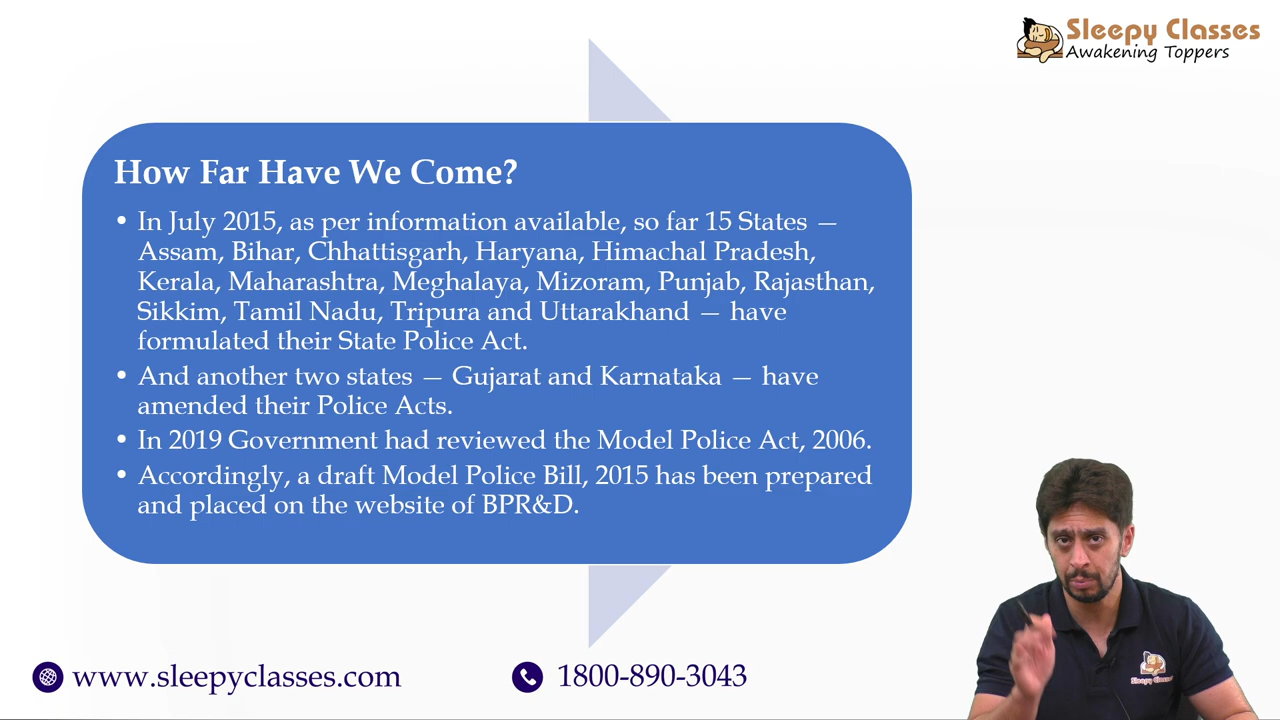 Sleepy Classes
Awakening Toppers
How Far Have We Come?
• In July 2015, as per information available, so far 15 States —
Assam, Bihar, Chhattisgarh, Haryana, Himachal Pradesh,
Kerala, Maharashtra, Meghalaya, Mizoram, Punjab, Rajasthan,
Sikkim, Tamil Nadu, Tripura and Uttarakhand — have
formulated their State Police Act.
• And another two states — Gujarat and Karnataka — have
amended their Police Acts.
• In 2019 Government had reviewed the Model Police Act, 2006.
• Accordingly, a draft Model Police Bill, 2015 has been prepared
and placed on the website of BPR&D.
Sleepy Classes
www.sleepyclasses.com
1800-890-3043